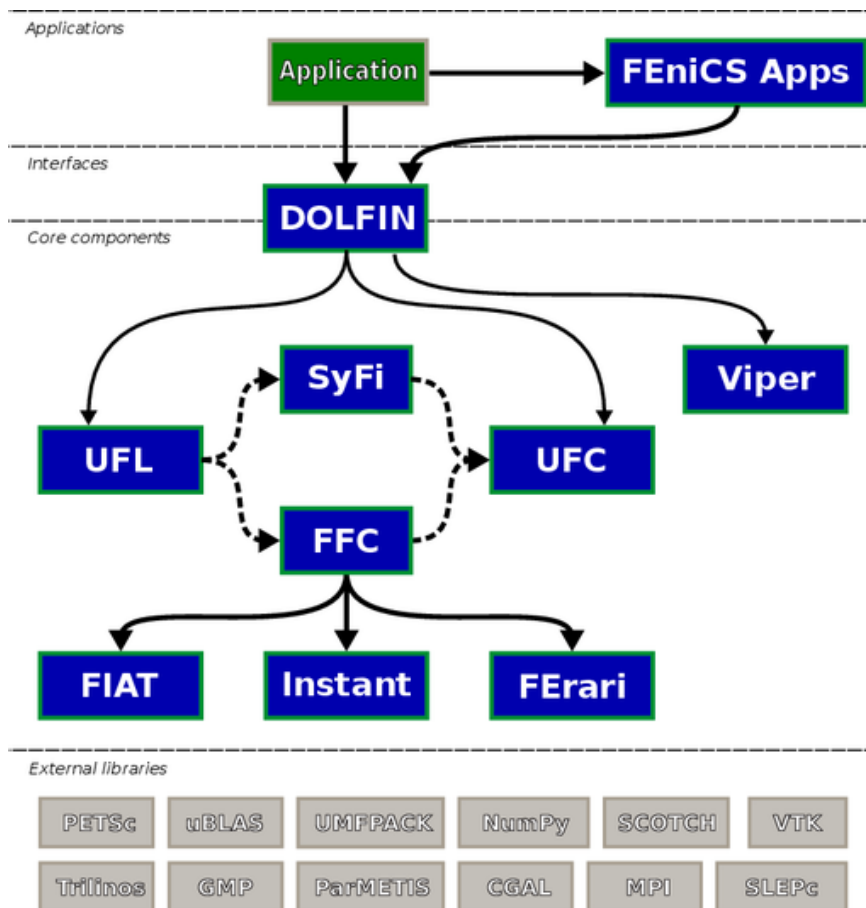 Applications
Application
FEniCS Apps
Interfaces
DOLFIN
Core components
SyFi
Viper
UFL
UFC
FFC
FIAT
Instant
FErari
External libraries
PETSc
uBLAS
UMFPACK
NumPy
SCOTCH
VTK
Trilinos
GMP
ParMETIS
CGAL
MPI
SLEPc